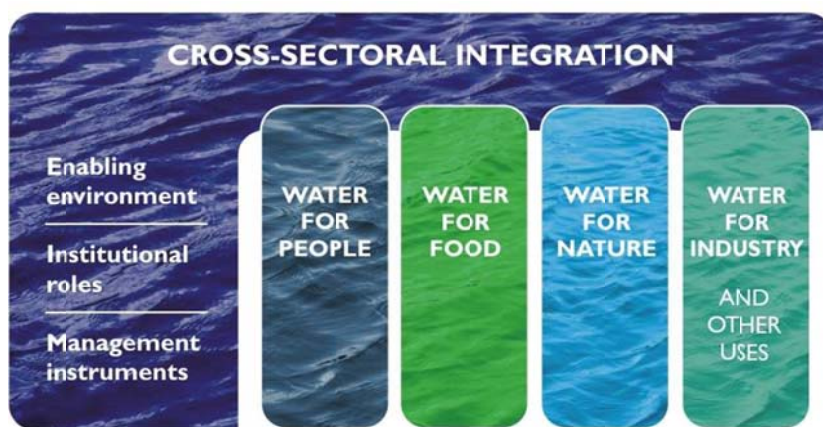 CROSS-SECTORAL INTEGRATION
Enabling
environment
Institutional
roles
Management
instruments
WATER
FOR
PEOPLE
WATER
FOR
FOOD
WATER
FOR
NATURE
WATER
FOR
INDUSTRY
AND
OTHER
USES